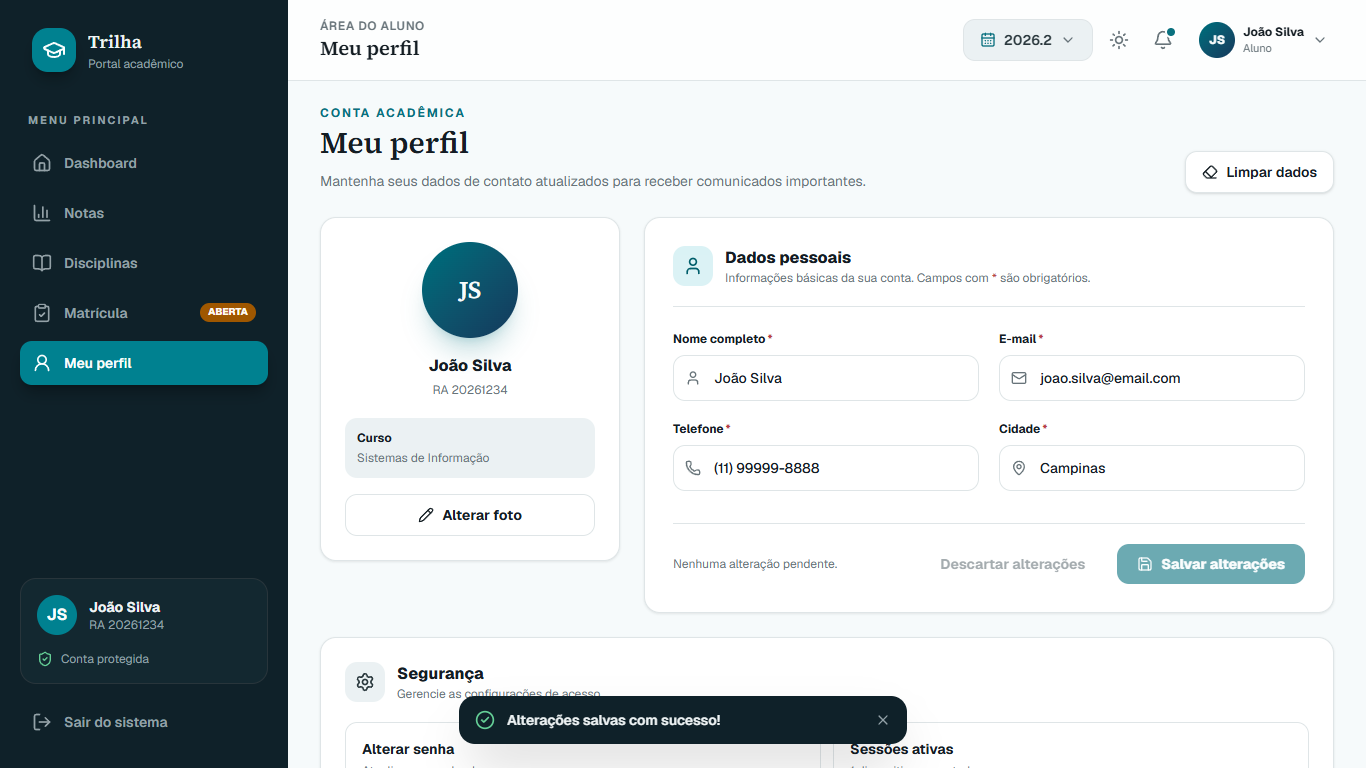 Trilha
Portal acadêmico
MENU PRINCIPAL
Dashboard
Notas
Disciplinas
Matrícula
ABERTA
Meu perfil
JS
João Silva
RA 20261234
Conta protegida
Sair do sistema
ÁREA DO ALUNO
Meu perfil
2026.2
JS
João Silva
Aluno
CONTA ACADÊMICA
Meu perfil
Mantenha seus dados de contato atualizados para receber comunicados importantes.
Limpar dados
JS
João Silva
RA 20261234
Curso
Sistemas de Informação
Alterar foto
Dados pessoais
Informações básicas da sua conta. Campos com * são obrigatórios.
Nome completo *
João Silva
E-mail *
joao.silva@email.com
Telefone *
(11) 99999-8888
Cidade *
Campinas
Nenhuma alteração pendente.
Descartar alterações
Salvar alterações
Segurança
Gerencie as configurações de acesso.
Alterações salvas com sucesso!
Alterar senha
Sessões ativas